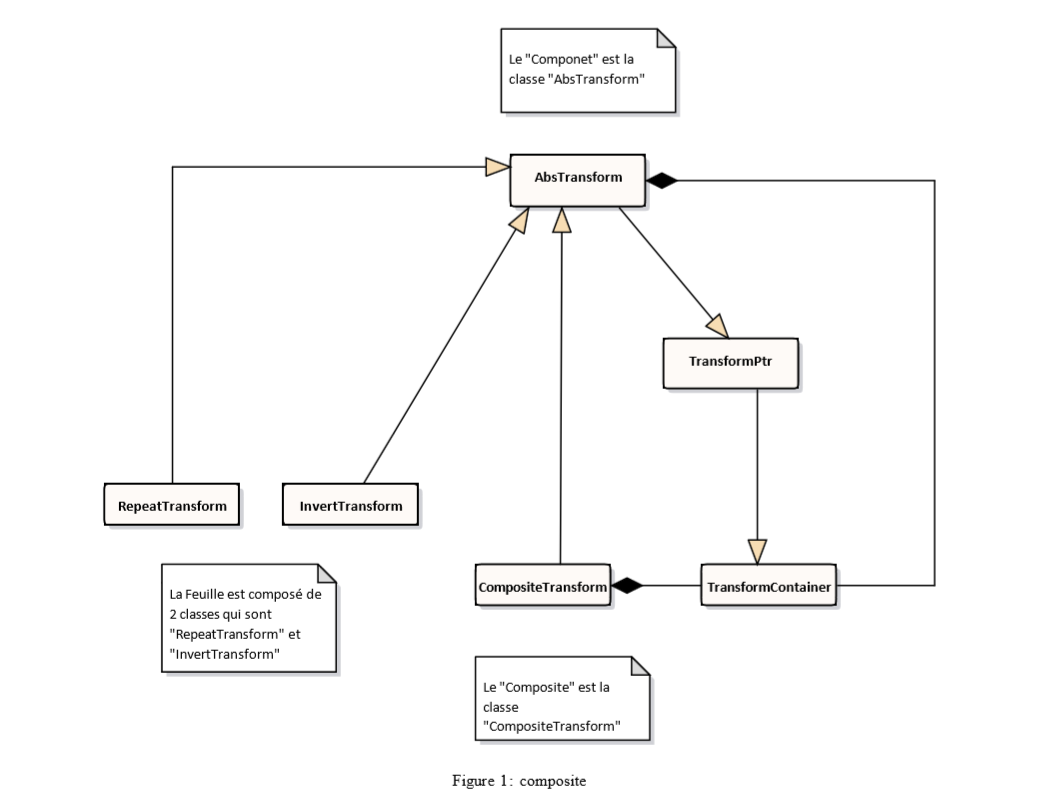 Le "Componet" est la
classe "AbsTransform"
AbsTransform
TransformPtr
RepeatTransform
InvertTransform
CompositeTransform
TransformContainer
La Feuille est composé de
2 classes qui sont
"RepeatTransform" et
"InvertTransform"
Le "Composite" est la
classe
"CompositeTransform"
Figure 1: composite